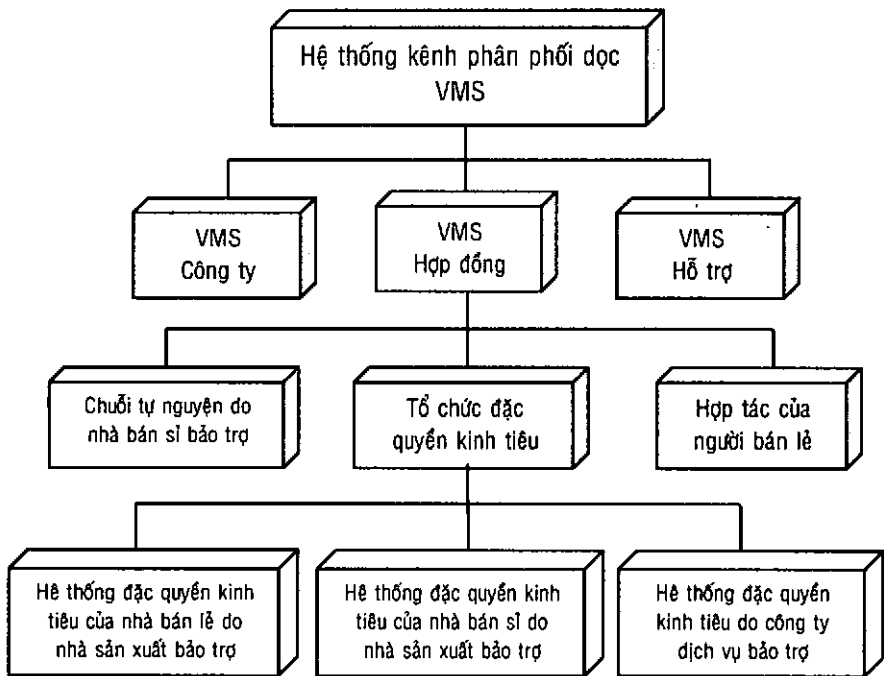 Hệ thống kênh phân phối dọc
VMS
VMS
Công ty
VMS
Hợp đồng
VMS
Hỗ trợ
Chuỗi tự nguyện do
nhà bán sỉ bảo trợ
Tổ chức đặc
quyền kinh tiêu
Hợp tác của
người bán lẻ
Hê thống đặc quyền kinh
tiêu của nhà bán lẻ do
nhà sản xuất bảo trợ
Hê thống đặc quyền kinh
tiêu của nhà bán sỉ do
nhà sản xuất bảo trợ
Hê thống đặc quyền
kinh tiêu do công ty
dịch vụ bảo trợ